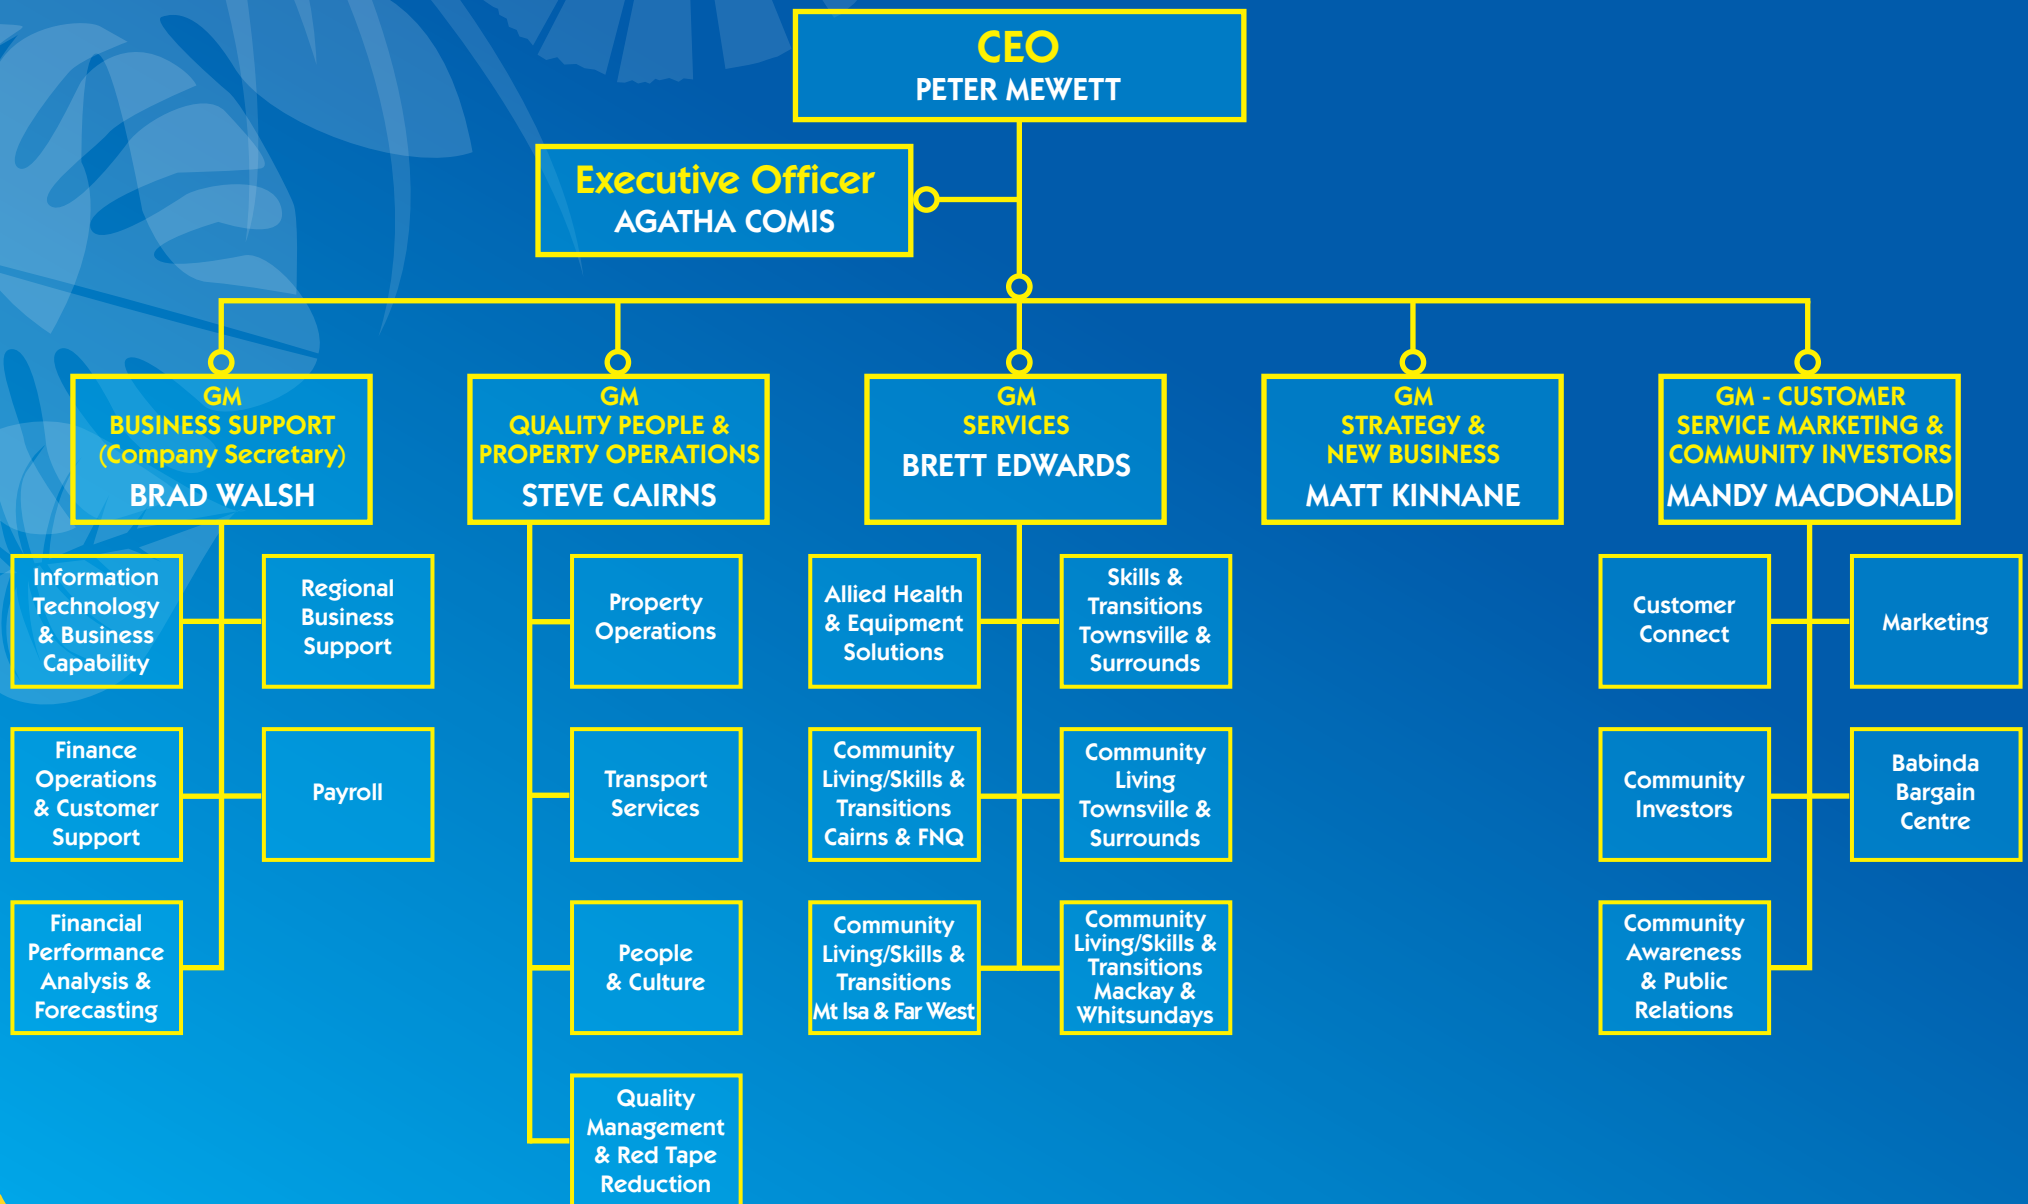 CEO
PETER MEWETT
Executive Officer
AGATHA COMIS
GM
BUSINESS SUPPORT
(Company Secretary)
BRAD WALSH
GM
QUALITY PEOPLE &
PROPERTY OPERATIONS
STEVE CAIRNS
GM
SERVICES
BRETT EDWARDS
GM
STRATEGY &
NEW BUSINESS
MATT KINNANE
GM - CUSTOMER
SERVICE MARKETING &
COMMUNITY INVESTORS
MANDY MACDONALD
Information
Technology
& Business
Capability
Regional
Business
Support
Finance
Operations
& Customer
Support
Payroll
Financial
Performance
Analysis &
Forecasting
Property
Operations
Transport
Services
People
& Culture
Quality
Management
& Red Tape
Reduction
Allied Health
& Equipment
Solutions
Skills &
Transitions
Townsville &
Surrounds
Community
Living/Skills &
Transitions
Cairns & FNQ
Community
Living
Townsville &
Surrounds
Community
Living/Skills &
Transitions
Mt Isa & Far West
Community
Living/Skills &
Transitions
Mackay &
Whitsundays
Customer
Connect
Marketing
Community
Investors
Babinda
Bargain
Centre
Community
Awareness
& Public
Relations